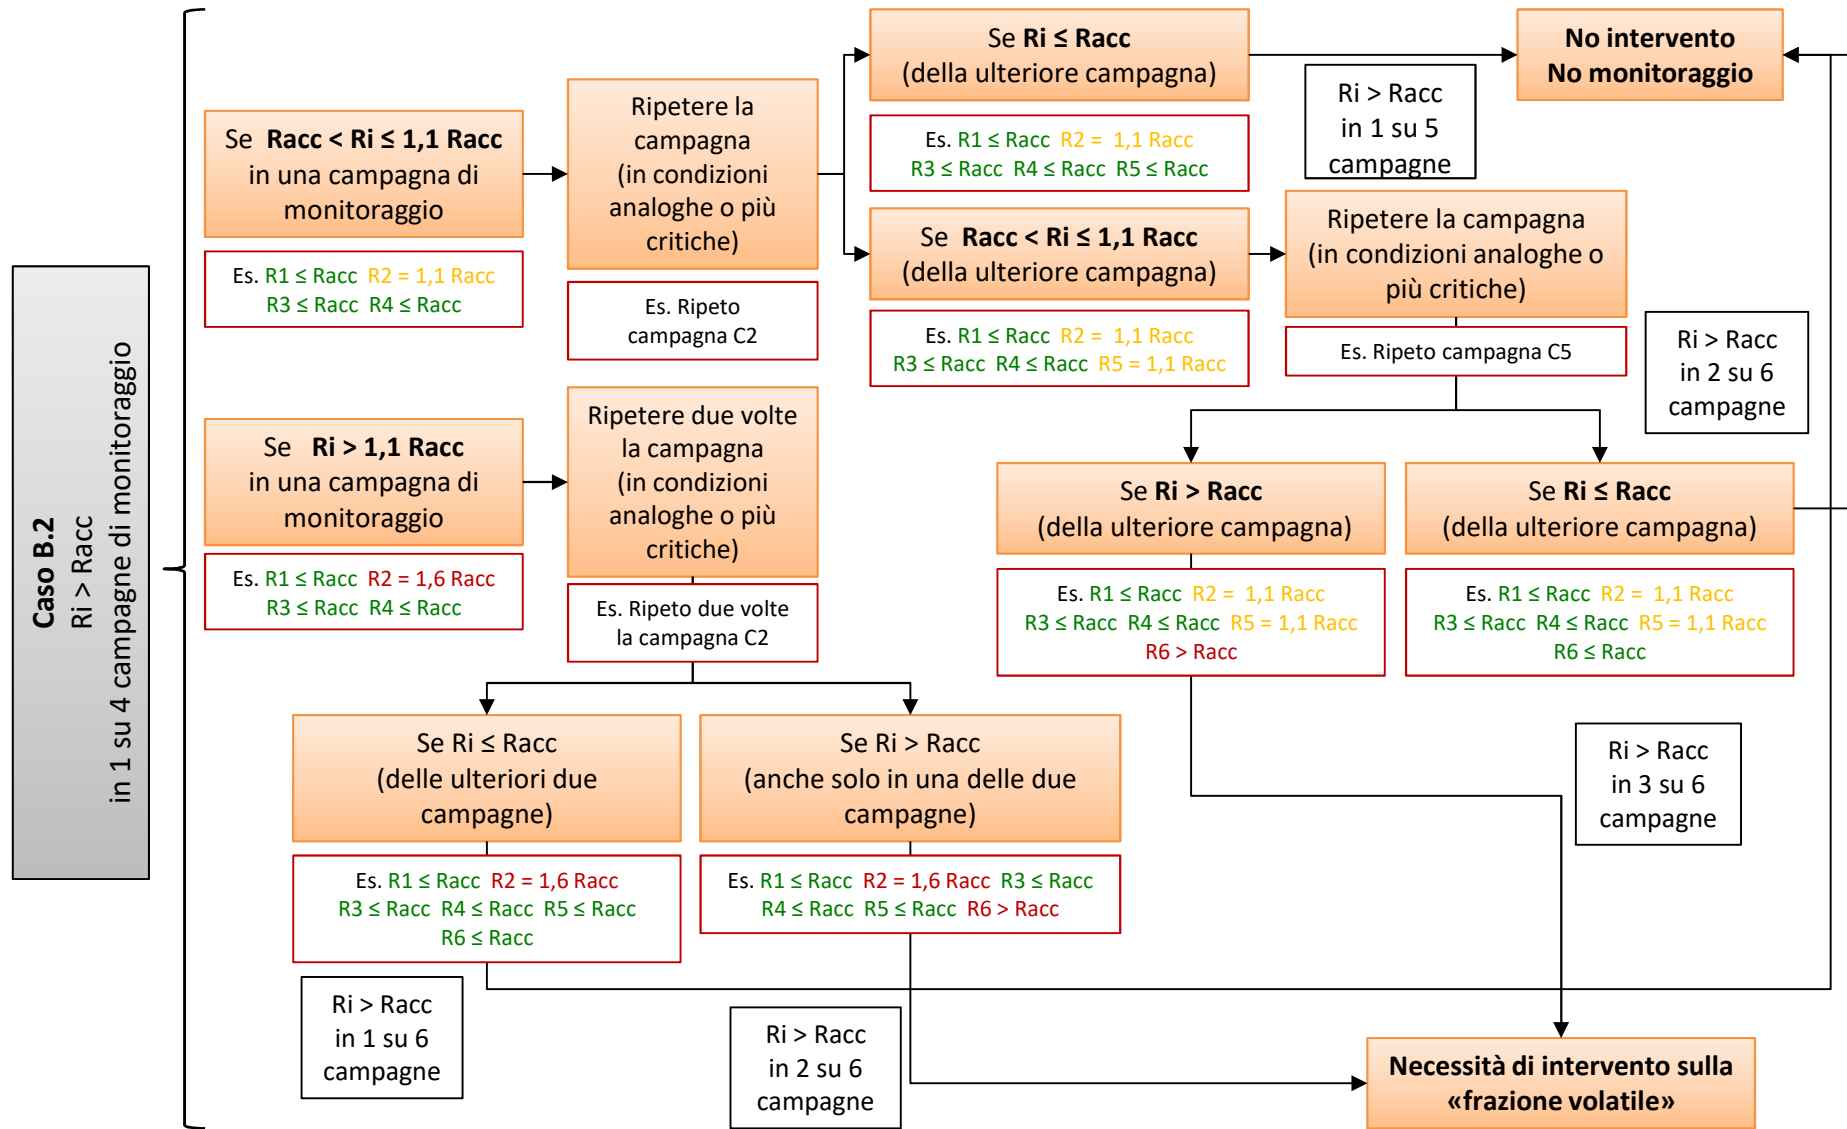 Caso B.2
Ri > Racc
in 1 su 4 campagne di monitoraggio
Se Racc < Ri ≤ 1,1 Racc
in una campagna di
monitoraggio
Es. R1 ≤ Racc R2 = 1,1 Racc
R3 ≤ Racc R4 ≤ Racc
Ripetere la
campagna
(in condizioni
analoghe o più
critiche)
Es. Ripeto
campagna C2
Se Ri ≤ Racc
(della ulteriore campagna)
Es. R1 ≤ Racc R2 = 1,1 Racc
R3 ≤ Racc R4 ≤ Racc R5 ≤ Racc
Ri > Racc
in 1 su 5
campagne
No intervento
No monitoraggio
Se Racc < Ri ≤ 1,1 Racc
(della ulteriore campagna)
Es. R1 ≤ Racc R2 = 1,1 Racc
R3 ≤ Racc R4 ≤ Racc R5 = 1,1 Racc
Ripetere la campagna
(in condizioni analoghe o
più critiche)
Es. Ripeto campagna C5
Ri > Racc
in 2 su 6
campagne
Se Ri > 1,1 Racc
in una campagna di
monitoraggio
Es. R1 ≤ Racc R2 = 1,6 Racc
R3 ≤ Racc R4 ≤ Racc
Ripetere due volte
la campagna
(in condizioni
analoghe o più
critiche)
Es. Ripeto due volte
la campagna C2
Se Ri > Racc
(della ulteriore campagna)
Es. R1 ≤ Racc R2 = 1,1 Racc
R3 ≤ Racc R4 ≤ Racc R5 = 1,1 Racc
R6 > Racc
Se Ri ≤ Racc
(della ulteriore campagna)
Es. R1 ≤ Racc R2 = 1,1 Racc
R3 ≤ Racc R4 ≤ Racc R5 = 1,1 Racc
R6 ≤ Racc
Se Ri ≤ Racc
(delle ulteriori due
campagne)
Es. R1 ≤ Racc R2 = 1,6 Racc
R3 ≤ Racc R4 ≤ Racc R5 ≤ Racc
R6 ≤ Racc
Se Ri > Racc
(anche solo in una delle due
campagne)
Es. R1 ≤ Racc R2 = 1,6 Racc R3 ≤ Racc
R4 ≤ Racc R5 ≤ Racc R6 > Racc
Ri > Racc
in 3 su 6
campagne
Ri > Racc
in 1 su 6
campagne
Ri > Racc
in 2 su 6
campagne
Necessità di intervento sulla
«frazione volatile»